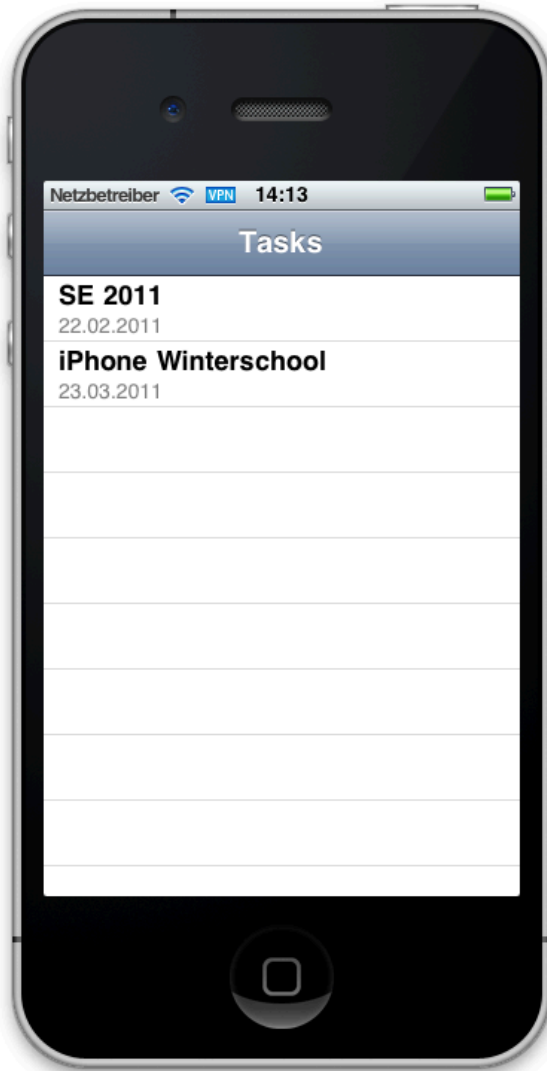 Netzbetreiber VPN 14:13
Tasks
SE 2011
22.02.2011
iPhone Winterschool
23.03.2011